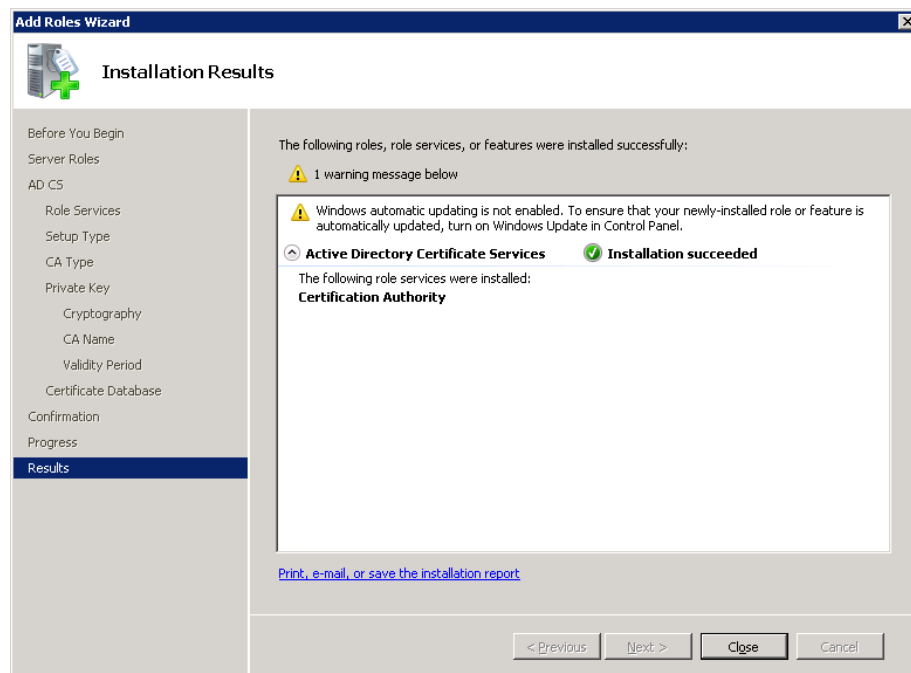 Add Roles Wizard
Installation Results
Before You Begin
Server Roles
AD CS
Role Services
Setup Type
CA Type
Private Key
Cryptography
CA Name
Validity Period
Certificate Database
Confirmation
Progress
Results
The following roles, role services, or features were installed successfully:
1 warning message below
Windows automatic updating is not enabled. To ensure that your newly-installed role or feature is
automatically updated, turn on Windows Update in Control Panel.
Active Directory Certificate Services Installation succeeded
The following role services were installed:
Certification Authority
Print, e-mail, or save the installation report
< Previous Next > Close Cancel